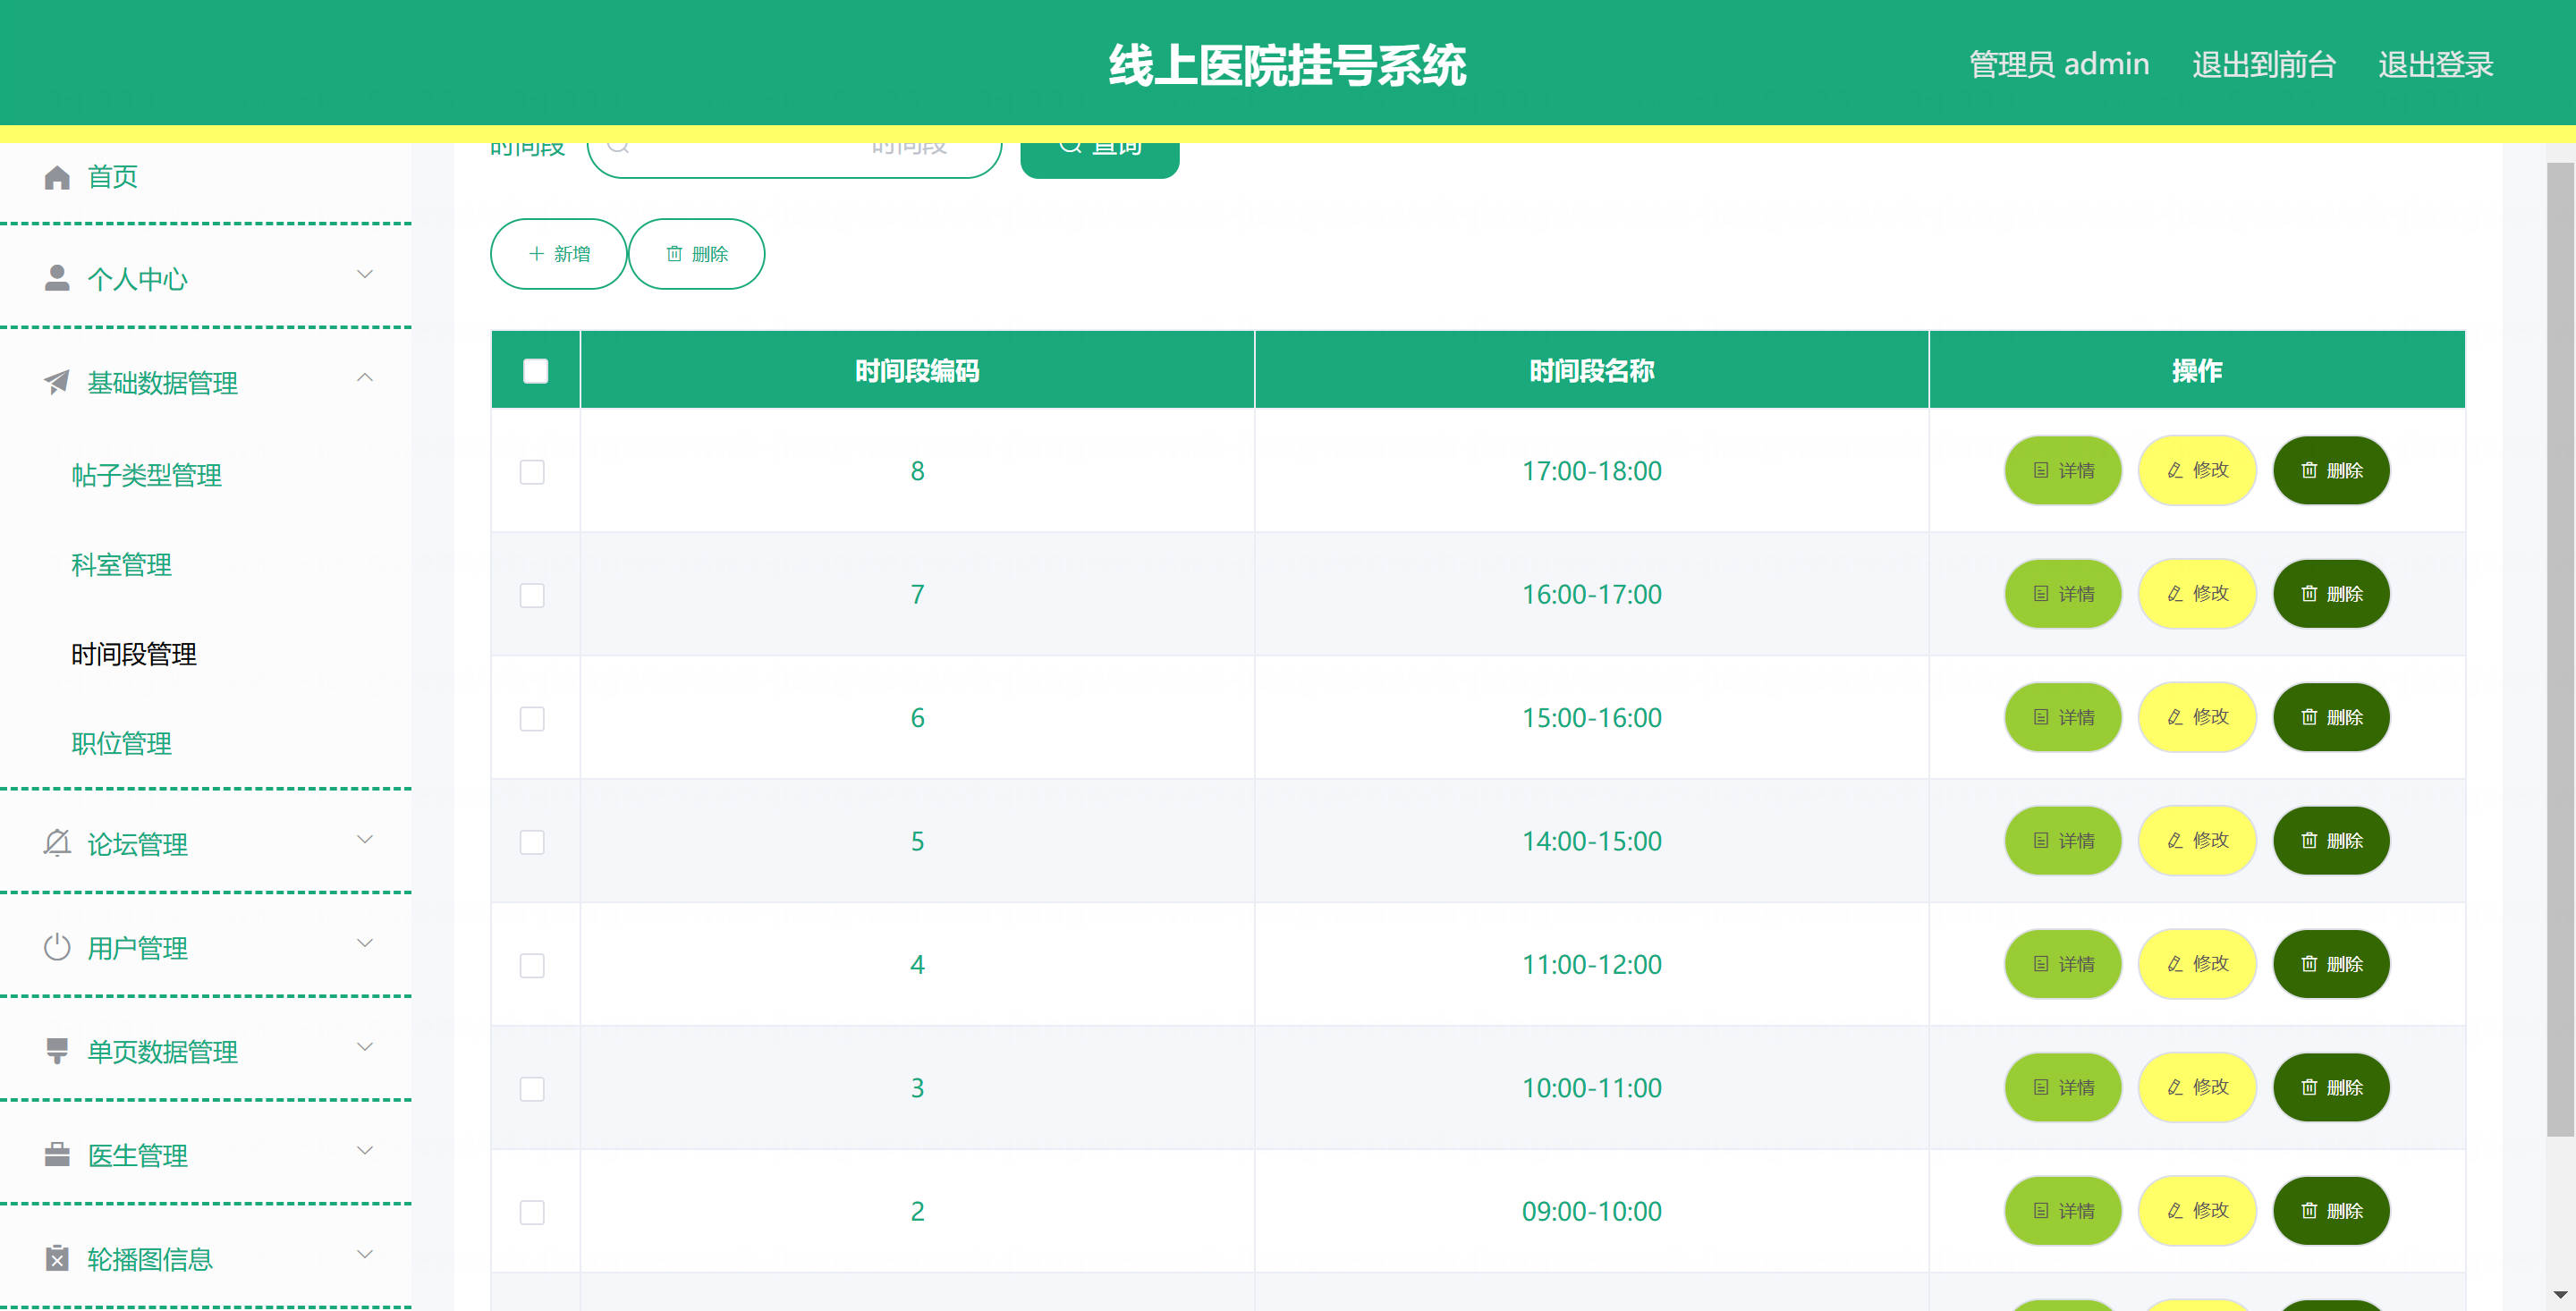 线上医院挂号系统
管理员 admin 退出到前台 退出登录
首页
个人中心
基础数据管理
帖子类型管理
科室管理
时间段管理
职位管理
论坛管理
用户管理
单页数据管理
医生管理
轮播图信息
时间段 时间段 查询
新增 删除
时间段编码 时间段名称 操作
8 17:00-18:00 详情 修改 删除
7 16:00-17:00 详情 修改 删除
6 15:00-16:00 详情 修改 删除
5 14:00-15:00 详情 修改 删除
4 11:00-12:00 详情 修改 删除
3 10:00-11:00 详情 修改 删除
2 09:00-10:00 详情 修改 删除